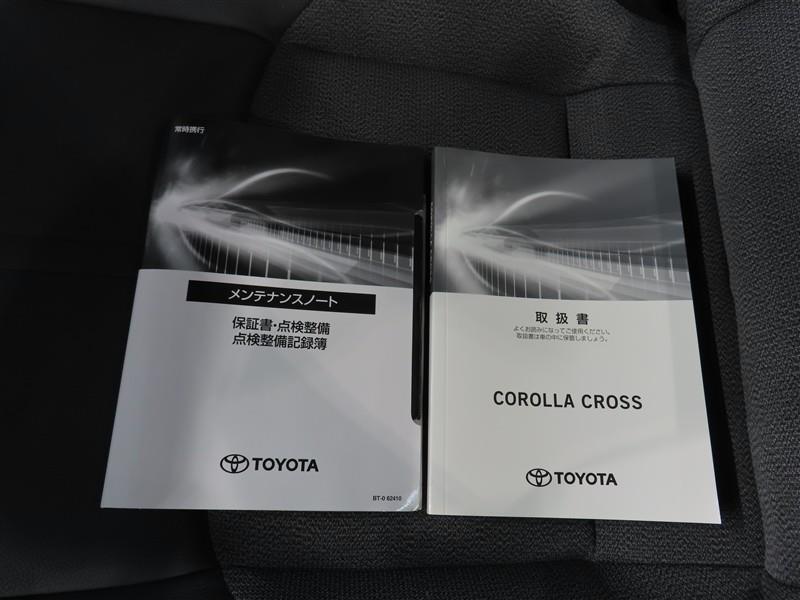 常時携行
メンテナンスノート
保証書・点検整備
点検整備記録簿
TOYOTA
BT-0 62410
取扱書
よくお読みになってご使用ください。
取扱書は車の中に保管しましょう。
COROLLA CROSS
TOYOTA